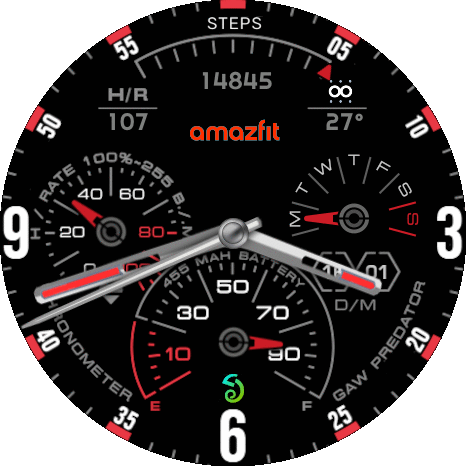 STEPS
55
05
14845
H/R
107
27°
amazfit
50
10
RATE 100%-255 B/
40
60
20
80
0
M
T
W
T
F
S
S
9
3
01
D/M
455 MAH BATTERY
50
30
70
10
90
E
F
40
20
GAW PREDATOR
35
6
25